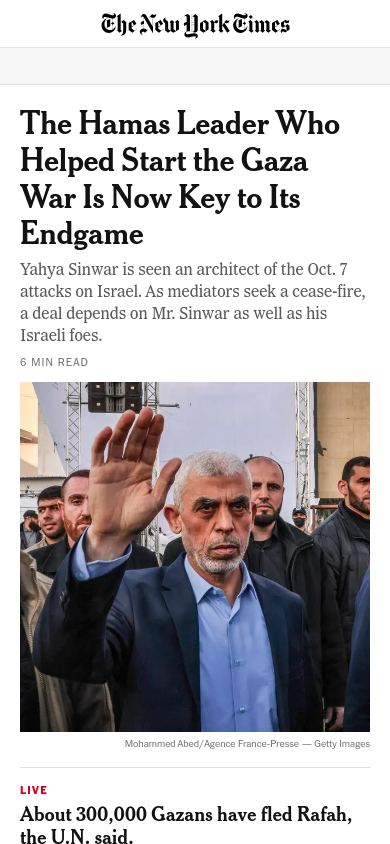 The New York Times
The Hamas Leader Who
Helped Start the Gaza
War Is Now Key to Its
Endgame
Yahya Sinwar is seen an architect of the Oct. 7
attacks on Israel. As mediators seek a cease-fire,
a deal depends on Mr. Sinwar as well as his
Israeli foes.
6 MIN READ
Mohammed Abed/Agence France-Presse — Getty Images
LIVE
About 300,000 Gazans have fled Rafah,
the U.N. said.